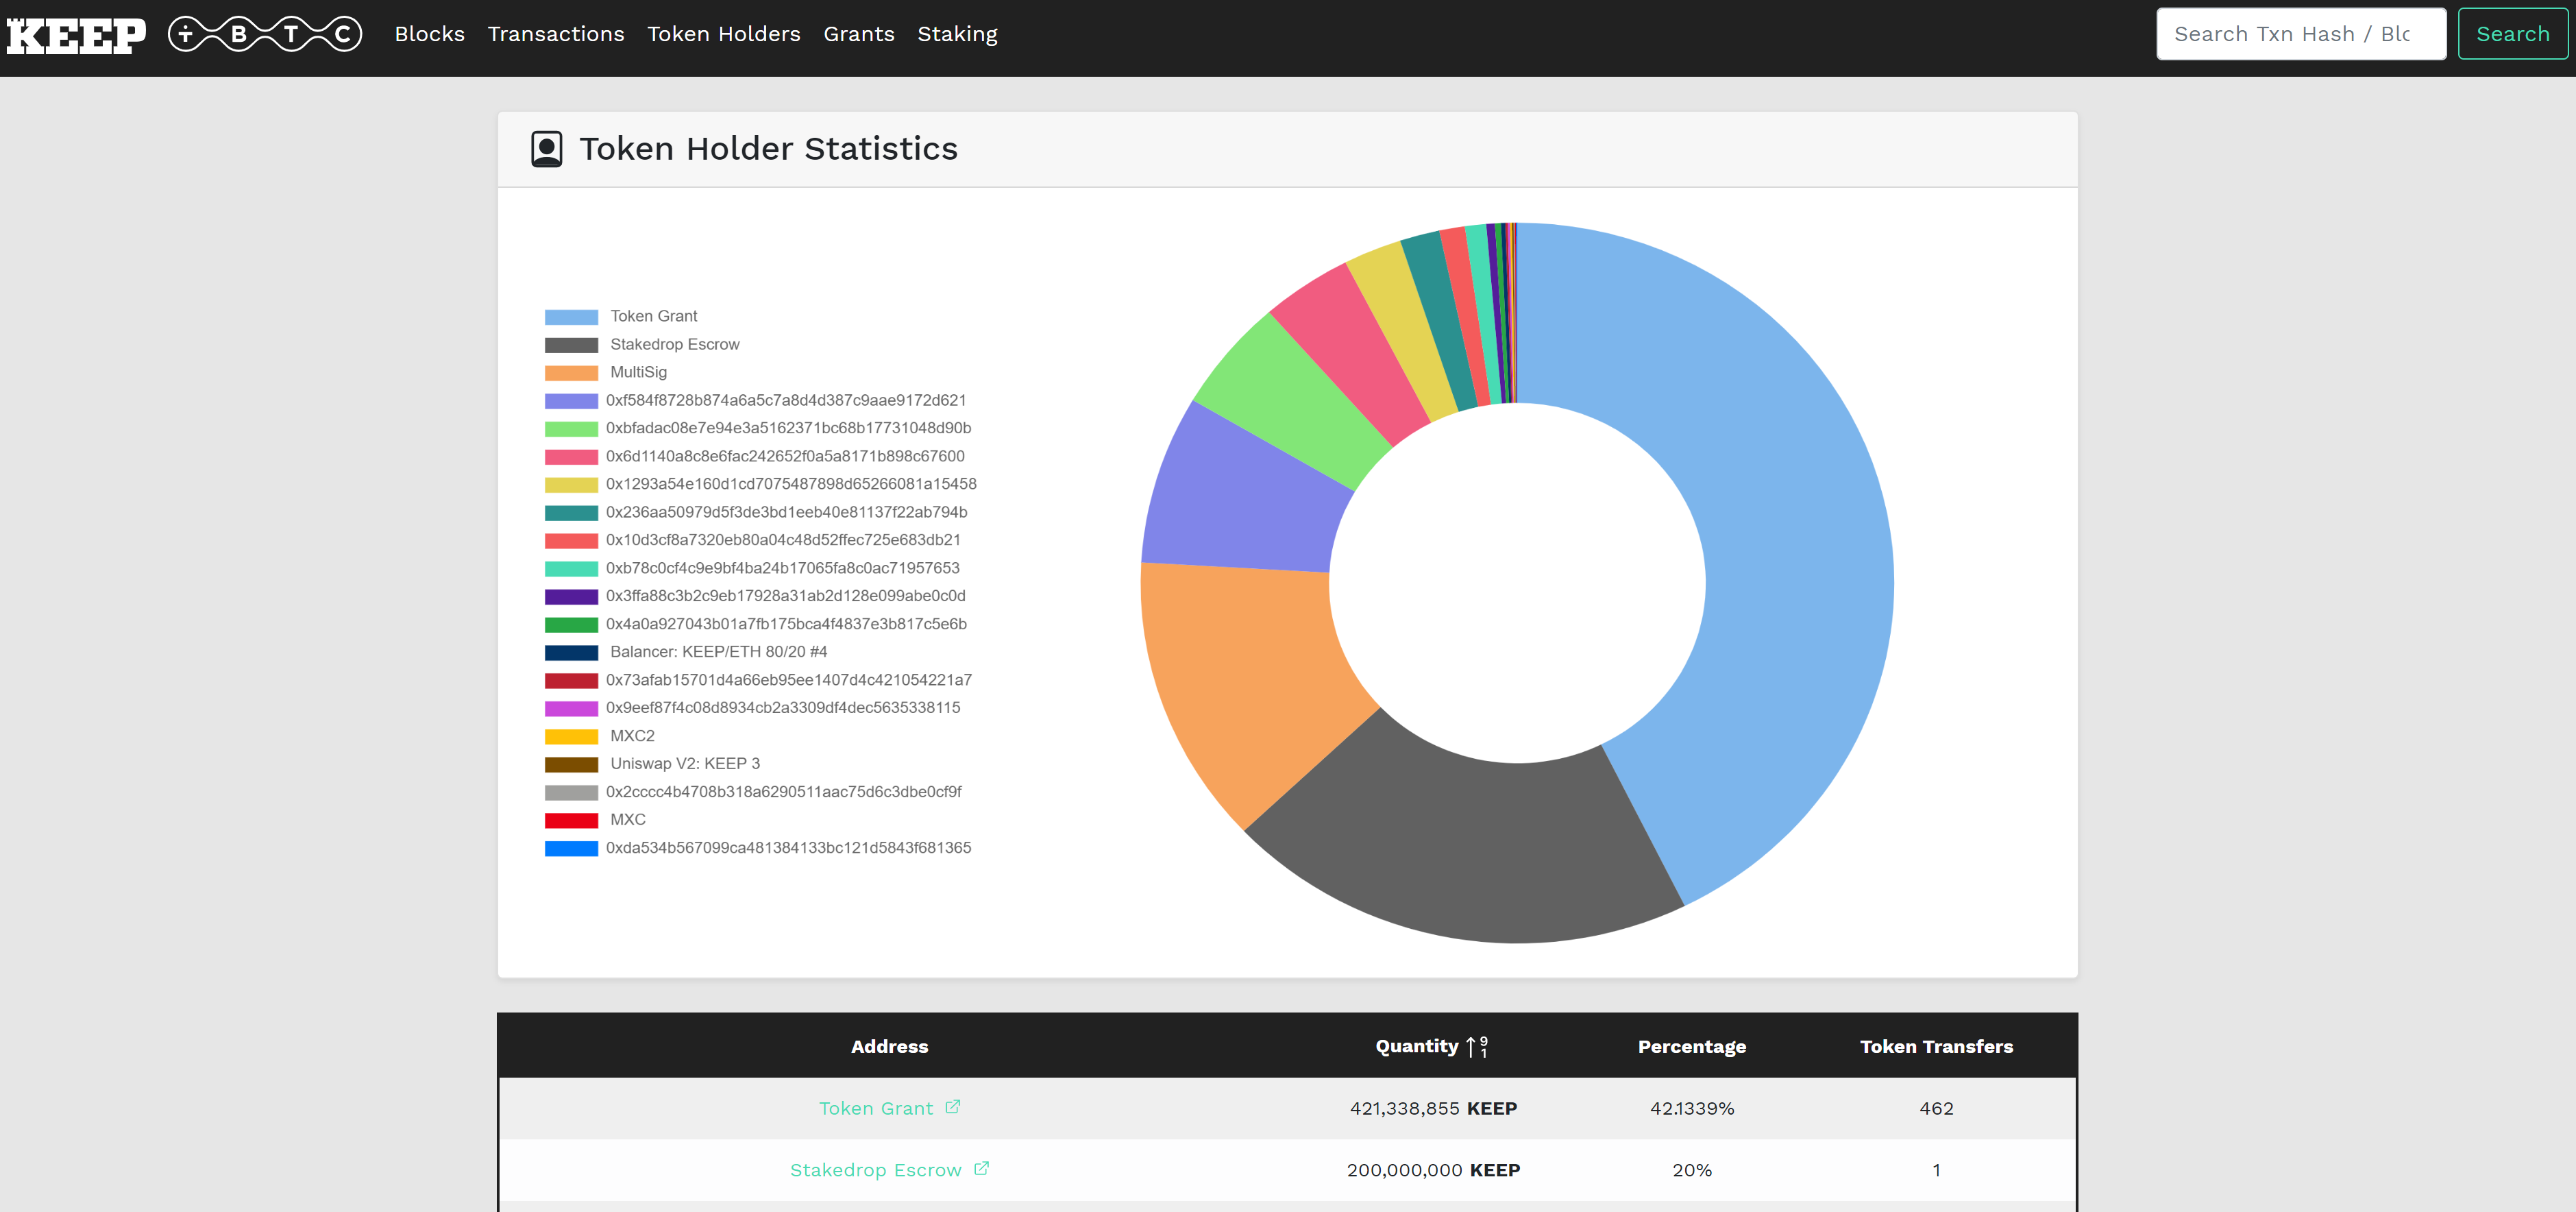 KEEP TBTC Blocks Transactions Token Holders Grants Staking Search Txn Hash / Blc Search
Token Holder Statistics
Token Grant
Stakedrop Escrow
MultiSig
0xf584f8728b874a6a5c7a8d4d387c9aae9172d621
0xbfadac08e7e94e3a5162371bc68b17731048d90b
0x6d1140a8c8e6fac242652f0a5a8171b898c67600
0x1293a54e160d1cd7075487898d65266081a15458
0x236aa50979d5f3de3bd1eeb40e81137f22ab794b
0x10d3cf8a7320eb80a04c48d52ffec725e683db21
0xb78c0cf4c9e9bf4ba24b17065fa8c0ac71957653
0x3ffa88c3b2c9eb17928a31ab2d128e099abe0c0d
0x4a0a927043b01a7fb175bca4f4837e3b817c5e6b
Balancer: KEEP/ETH 80/20 #4
0x73afab15701d4a66eb95ee1407d4c421054221a7
0x9eef87f4c08d8934cb2a3309df4dec5635338115
MXC2
Uniswap V2: KEEP 3
0x2cccc4b4708b318a6290511aac75d6c3dbe0cf9f
MXC
0xda534b567099ca481384133bc121d5843f681365
Address Quantity Percentage Token Transfers
Token Grant 421,338,855 KEEP 42.1339% 462
Stakedrop Escrow 200,000,000 KEEP 20% 1